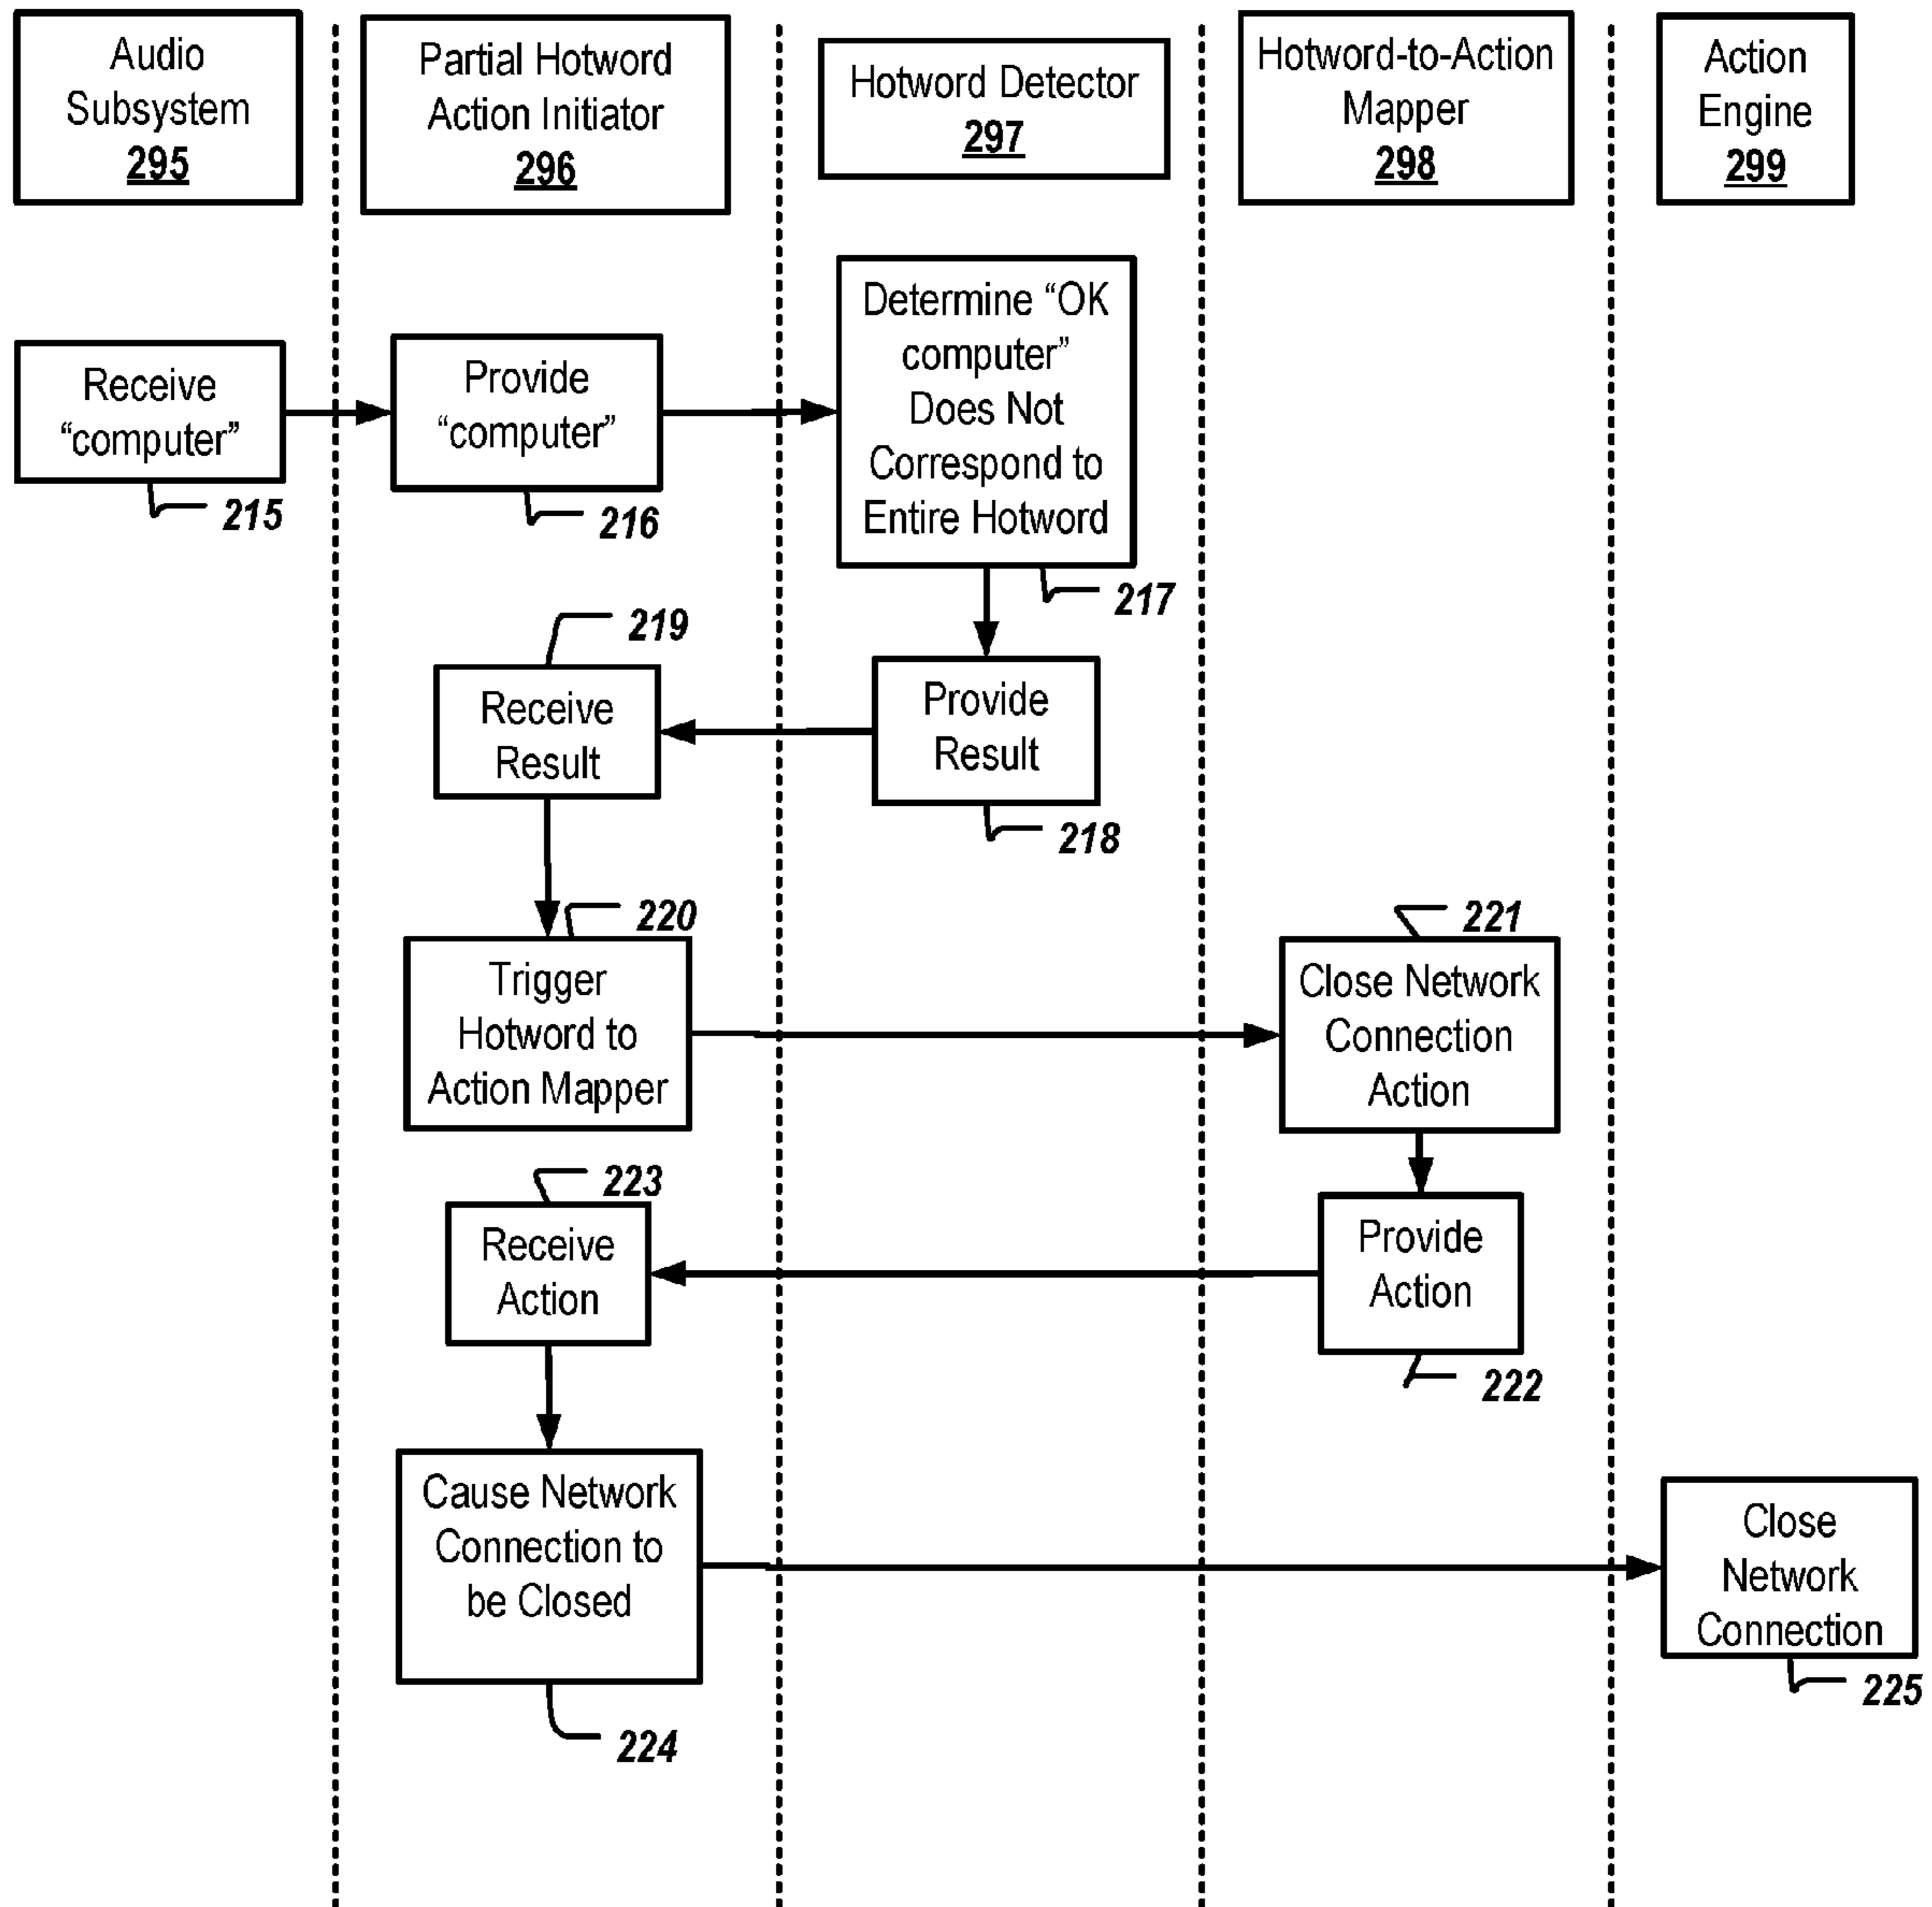 Audio
Subsystem
295
Partial Hotword
Action Initiator
296
Hotword Detector
297
Hotword-to-Action
Mapper
298
Action
Engine
299
Receive
“computer”
215
Provide
“computer”
216
Determine “OK
computer”
Does Not
Correspond to
Entire Hotword
217
Provide
Result
218
219
Receive
Result
220
Trigger
Hotword to
Action Mapper
221
Close Network
Connection
Action
Provide
Action
222
223
Receive
Action
Cause Network
Connection to
be Closed
224
Close
Network
Connection
225